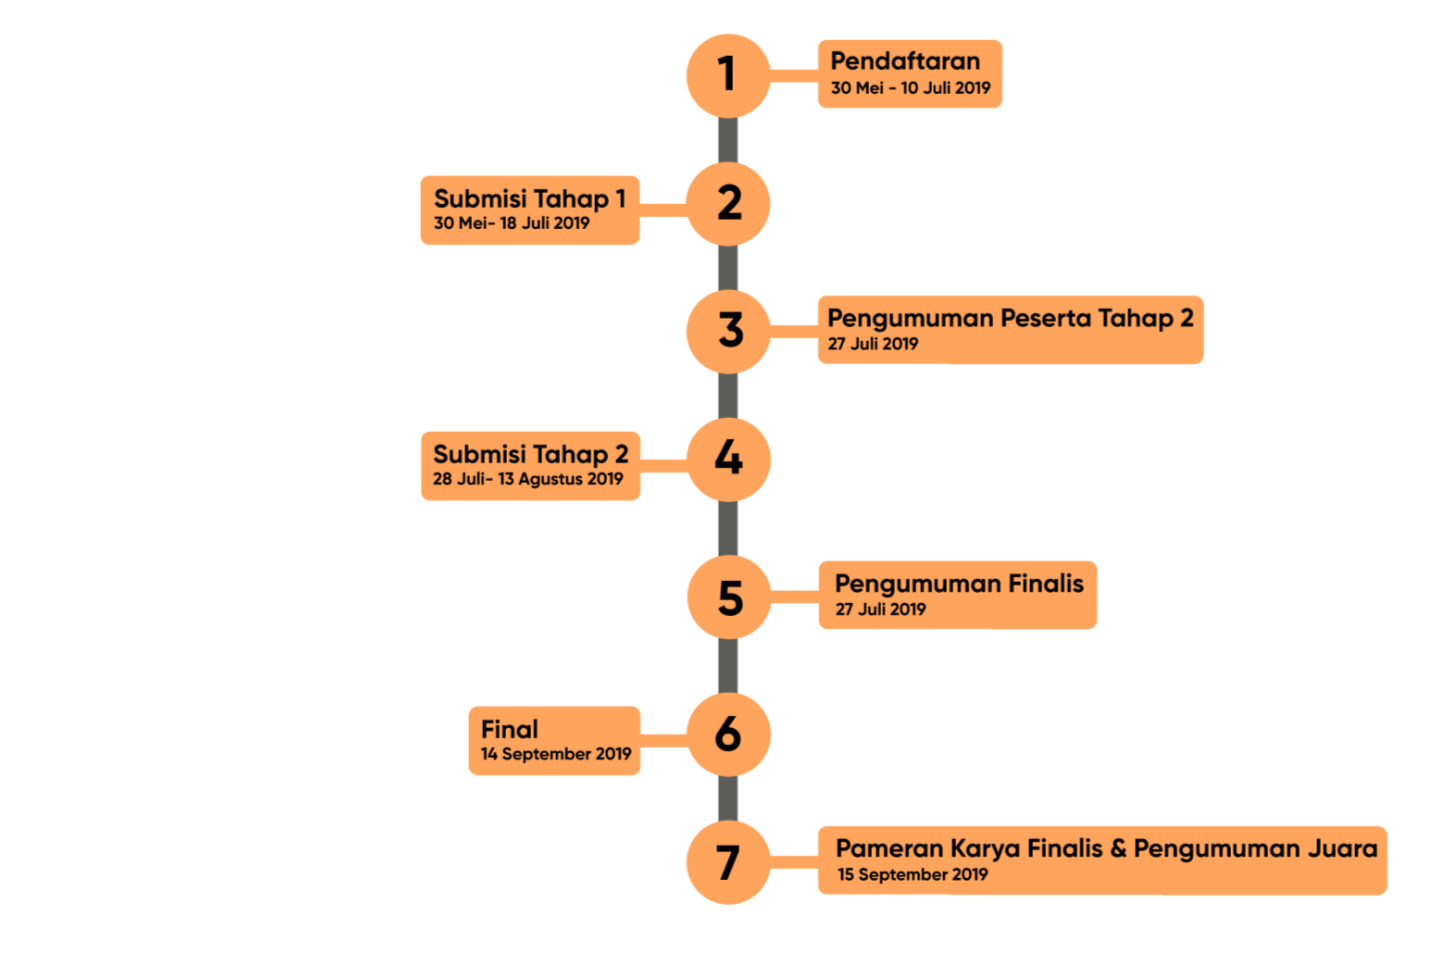 1
Pendaftaran
30 Mei - 10 Juli 2019
2
Submisi Tahap 1
30 Mei- 18 Juli 2019
3
Pengumuman Peserta Tahap 2
27 Juli 2019
4
Submisi Tahap 2
28 Juli- 13 Agustus 2019
5
Pengumuman Finalis
27 Juli 2019
6
Final
14 September 2019
7
Pameran Karya Finalis & Pengumuman Juara
15 September 2019